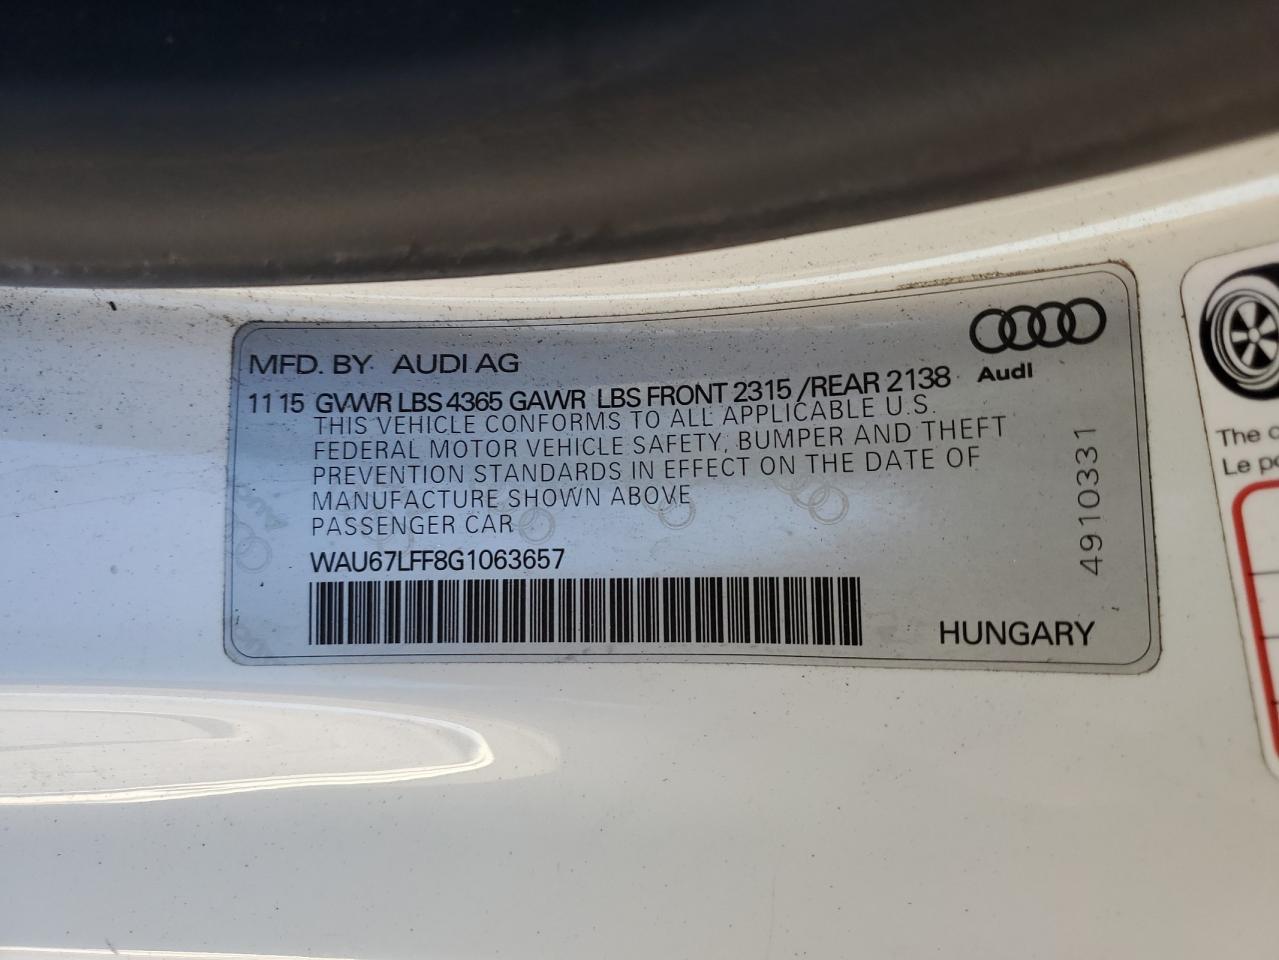 MFD. BY. AUDI AG
Audi
11 15 GVWR LBS 4365 GAWR LBS FRONT 2315 /REAR 2138
THIS VEHICLE CONFORMS TO ALL APPLICABLE U.S.
FEDERAL MOTOR VEHICLE SAFETY, BUMPER AND THEFT
PREVENTION STANDARDS IN EFFECT ON THE DATE OF
MANUFACTURE SHOWN ABOVE
PASSENGER CAR
WAU67LFF8G1063657
HUNGARY
4910331
The
Le